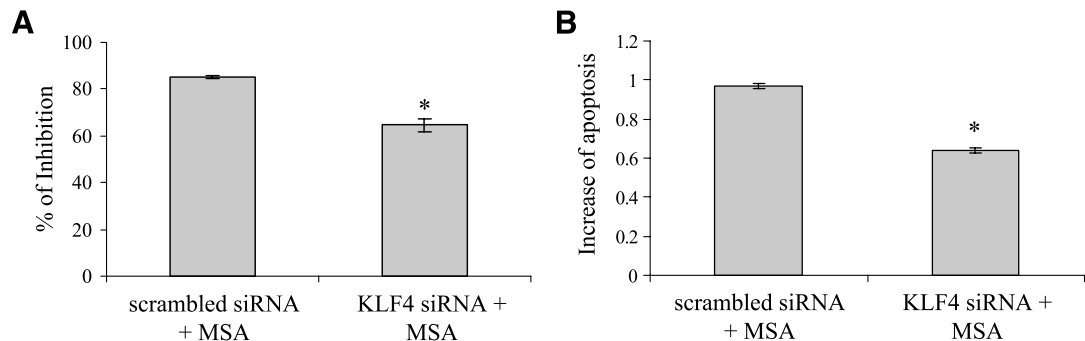 A
% of Inhibition
100
80
60
40
20
0
*
scrambled siRNA
+ MSA
KLF4 siRNA +
MSA
B
Increase of apoptosis
1.2
1
0.8
0.6
0.4
0.2
0
*
scrambled siRNA
+ MSA
KLF4 siRNA +
MSA